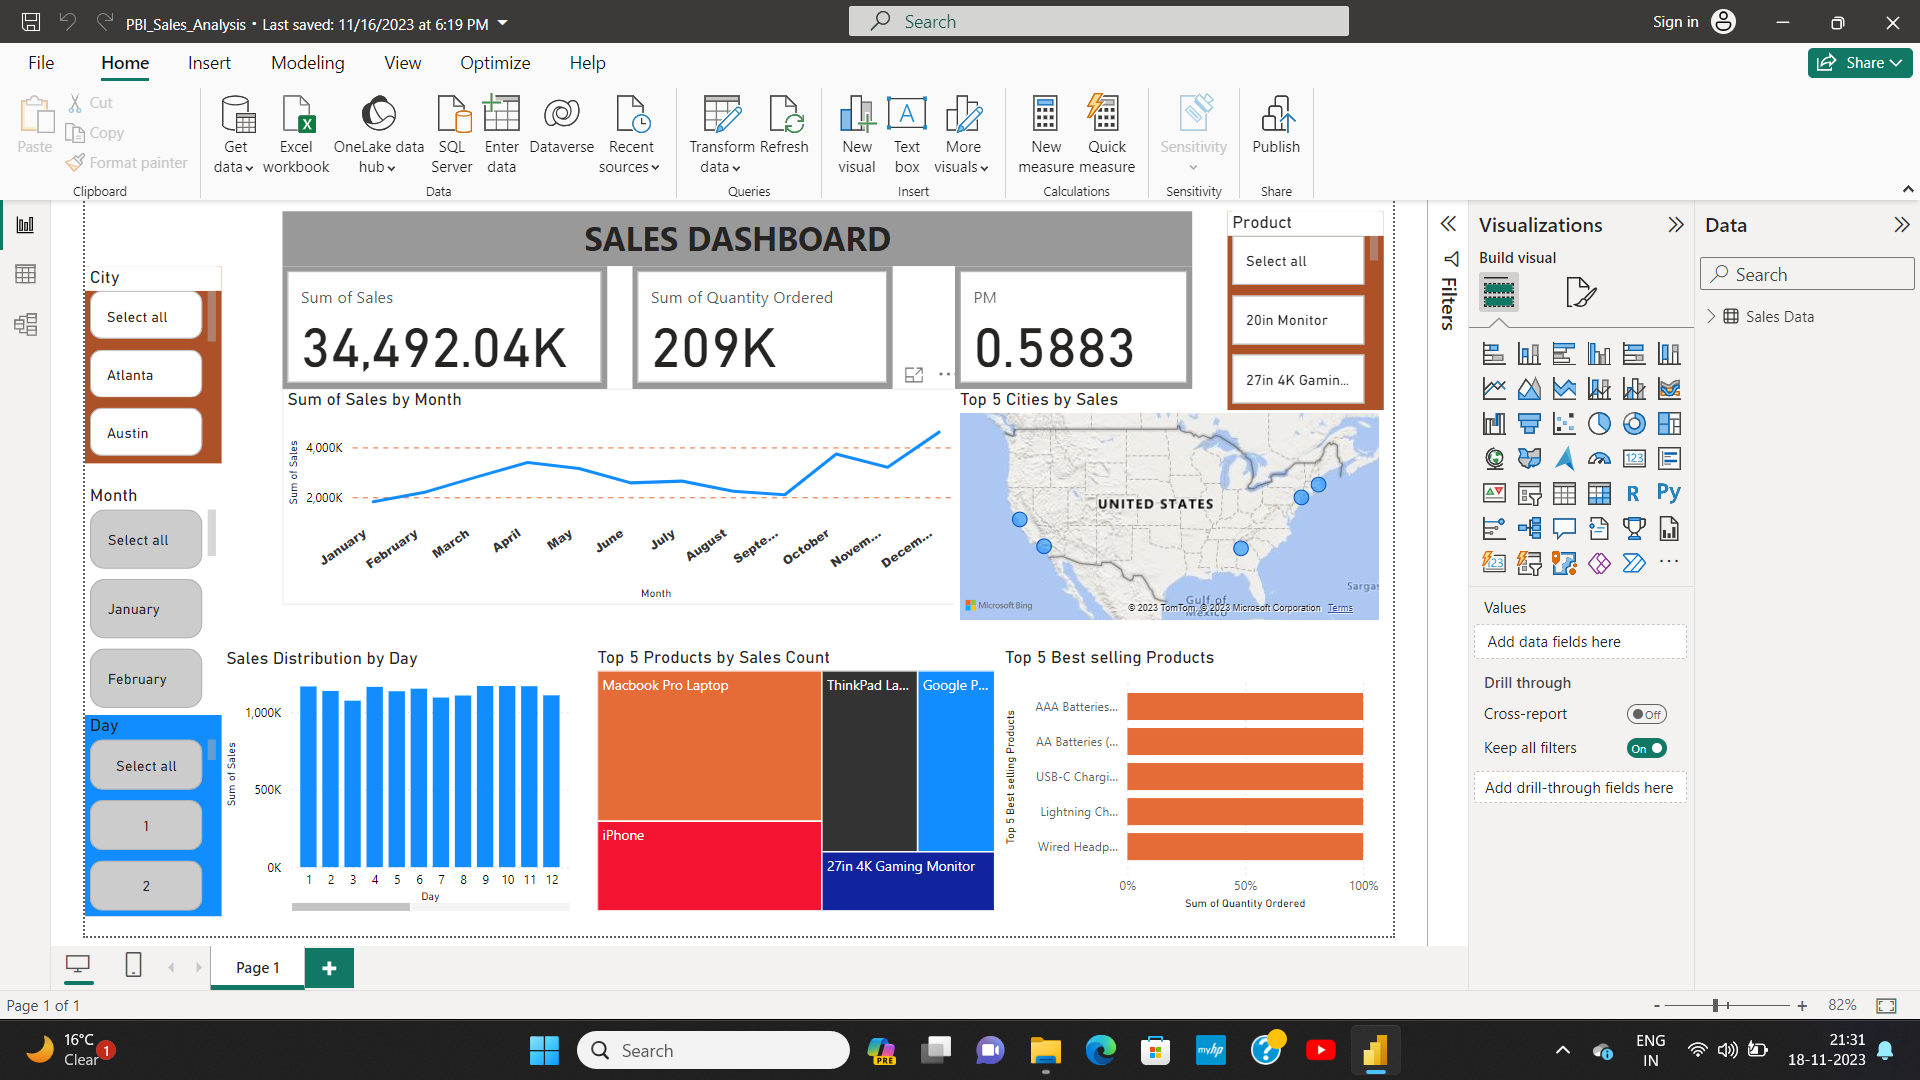 PBI_Sales_Analysis • Last saved: 11/16/2023 at 6:19 PM
Search
Sign in
File
Home
Insert
Modeling
View
Optimize
Help
Share
Paste
Cut
Copy
Format painter
Clipboard
Get data
Excel workbook
OneLake data hub
SQL Server
Enter data
Dataverse
Recent sources
Data
Transform data
Refresh
Queries
New visual
Text box
More visuals
Insert
New measure
Quick measure
Calculations
Sensitivity
Sensitivity
Publish
Share
SALES DASHBOARD
City
Select all
Atlanta
Austin
Month
Select all
January
February
Day
Select all
1
2
Sum of Sales
34,492.04K
Sum of Quantity Ordered
209K
PM
0.5883
Product
Select all
20in Monitor
27in 4K Gamin...
Sum of Sales by Month
Sum of Sales
4,000K
2,000K
January
February
March
April
May
June
July
August
Septe...
October
Novem...
Decem...
Month
Top 5 Cities by Sales
UNITED STATES
Sargas
Gulf of
Mexico
Microsoft Bing
© 2023 TomTom, © 2023 Microsoft Corporation Terms
Sales Distribution by Day
Sum of Sales
1,000K
500K
0K
1 2 3 4 5 6 7 8 9 10 11 12
Day
Top 5 Products by Sales Count
Macbook Pro Laptop
ThinkPad La...
Google P...
iPhone
27in 4K Gaming Monitor
Top 5 Best selling Products
Top 5 Best selling Products
AAA Batteries...
AA Batteries (...
USB-C Chargi...
Lightning Ch...
Wired Headp...
0% 50% 100%
Sum of Quantity Ordered
Filters
Visualizations
Build visual
123
R
Py
123
Values
Add data fields here
Drill through
Cross-report
Off
Keep all filters
On
Add drill-through fields here
Data
Search
Sales Data
Page 1
Page 1 of 1
- + 82%
16°C
Clear
1
Search
PRE
myhp
ENG
IN
21:31
18-11-2023